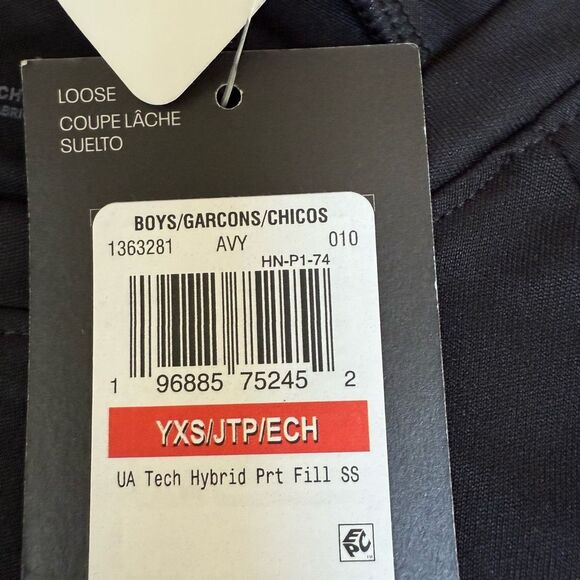 LOOSE
COUPE LÂCHE
SUELTO
BOYS/GARCONS/CHICOS
1363281 AVY 010
HN-P1-74
1 96885 75245 2
YXS/JTP/ECH
UA Tech Hybrid Prt Fill SS
EPC